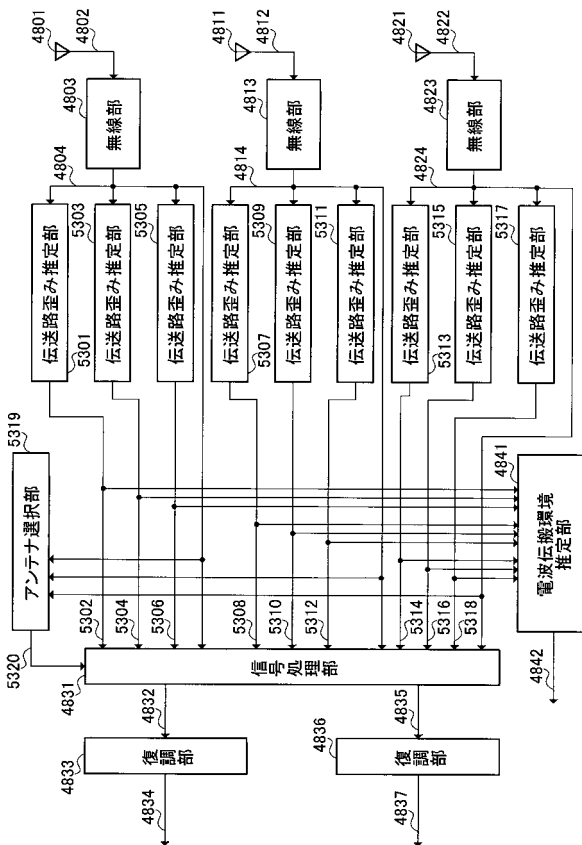 4801
4802
4803
無線部
4804
4811
4812
4813
無線部
4814
4821
4822
4823
無線部
4824
伝送路歪み推定部
5301
伝送路歪み推定部
5303
伝送路歪み推定部
5305
伝送路歪み推定部
5307
伝送路歪み推定部
5309
伝送路歪み推定部
5311
伝送路歪み推定部
5313
伝送路歪み推定部
5315
伝送路歪み推定部
5317
5319
アンテナ選択部
5320
4841
電波伝搬環境
推定部
4842
5302
5304
5306
5308
5310
5312
5314
5316
5318
信号処理部
4831
4832
4835
4833
復調部
4834
4836
復調部
4837